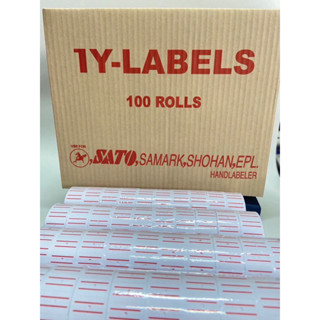 1Y-LABELS
100 ROLLS
USE FOR
,SATO,SAMARK,SHOHAN,EPL.
HANDLABELER